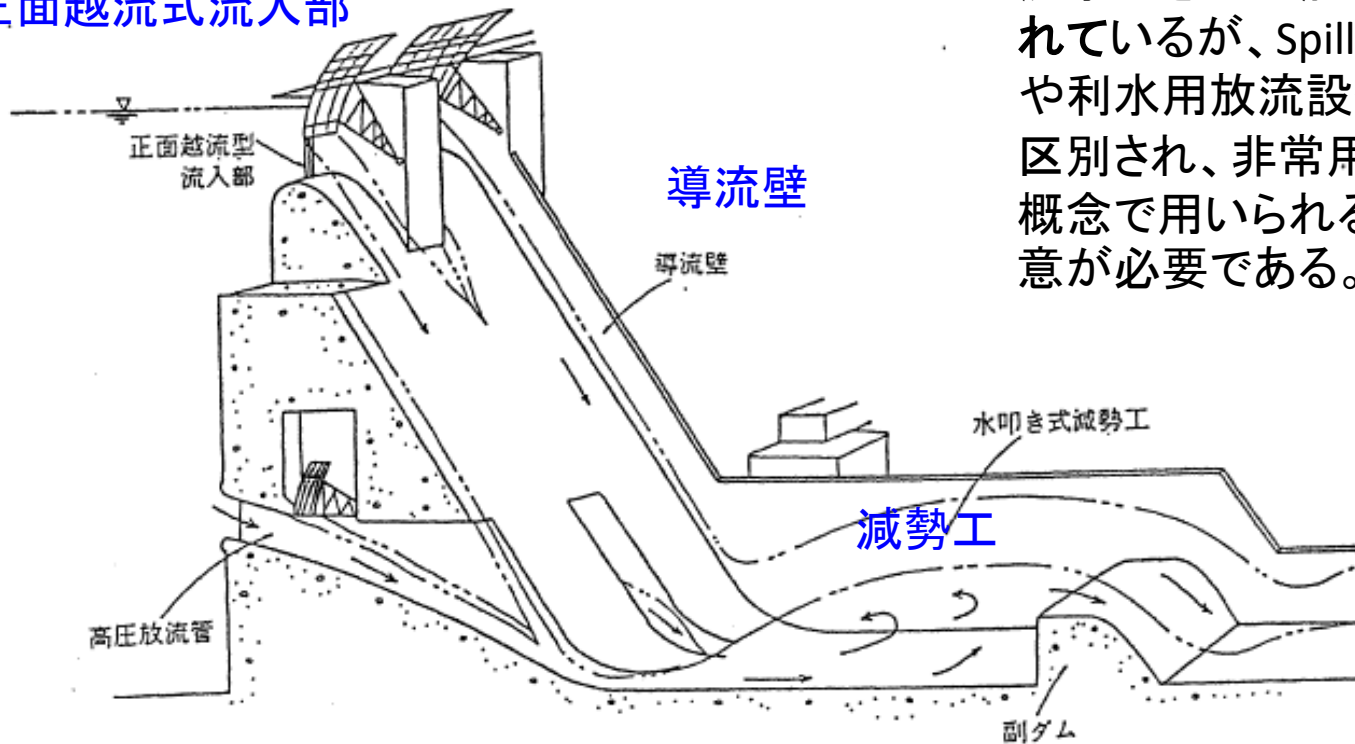 正面越流式流入部
れているが、Spill
や利水用放流設
区別され、非常用
概念で用いられる
意が必要である。
正面越流型
流入部
導流壁
導流壁
水叩き式減勢工
減勢工
高圧放流管
副ダム